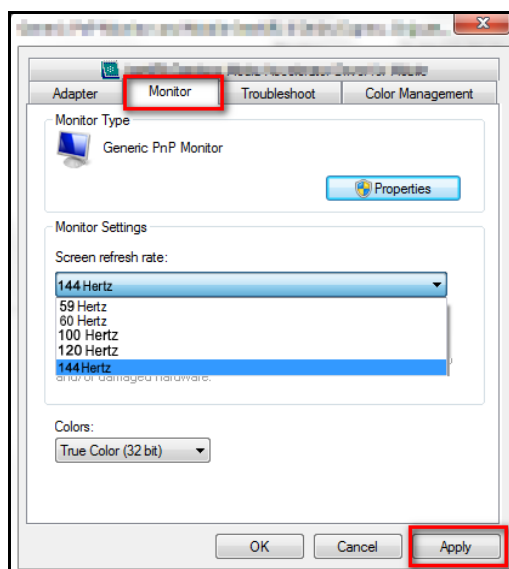 Adapter
Monitor
Troubleshoot
Color Management
Monitor Type
Generic PnP Monitor
Properties
Monitor Settings
Screen refresh rate:
144 Hertz
59 Hertz
60 Hertz
100 Hertz
120 Hertz
144 Hertz
and/or damaged hardware.
Colors:
True Color (32 bit)
OK
Cancel
Apply